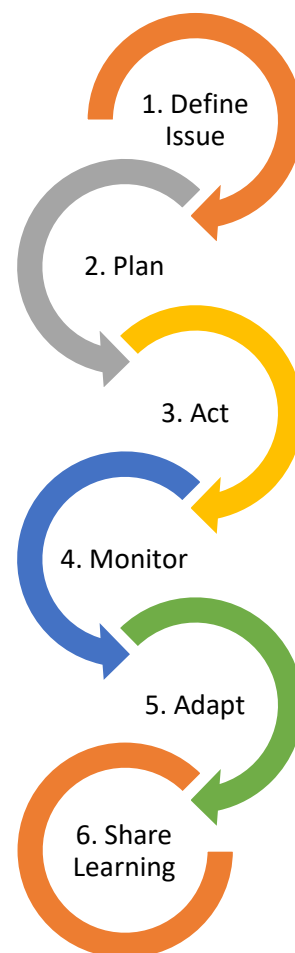 1. Define
Issue
2. Plan
3. Act
4. Monitor
5. Adapt
6. Share
Learning